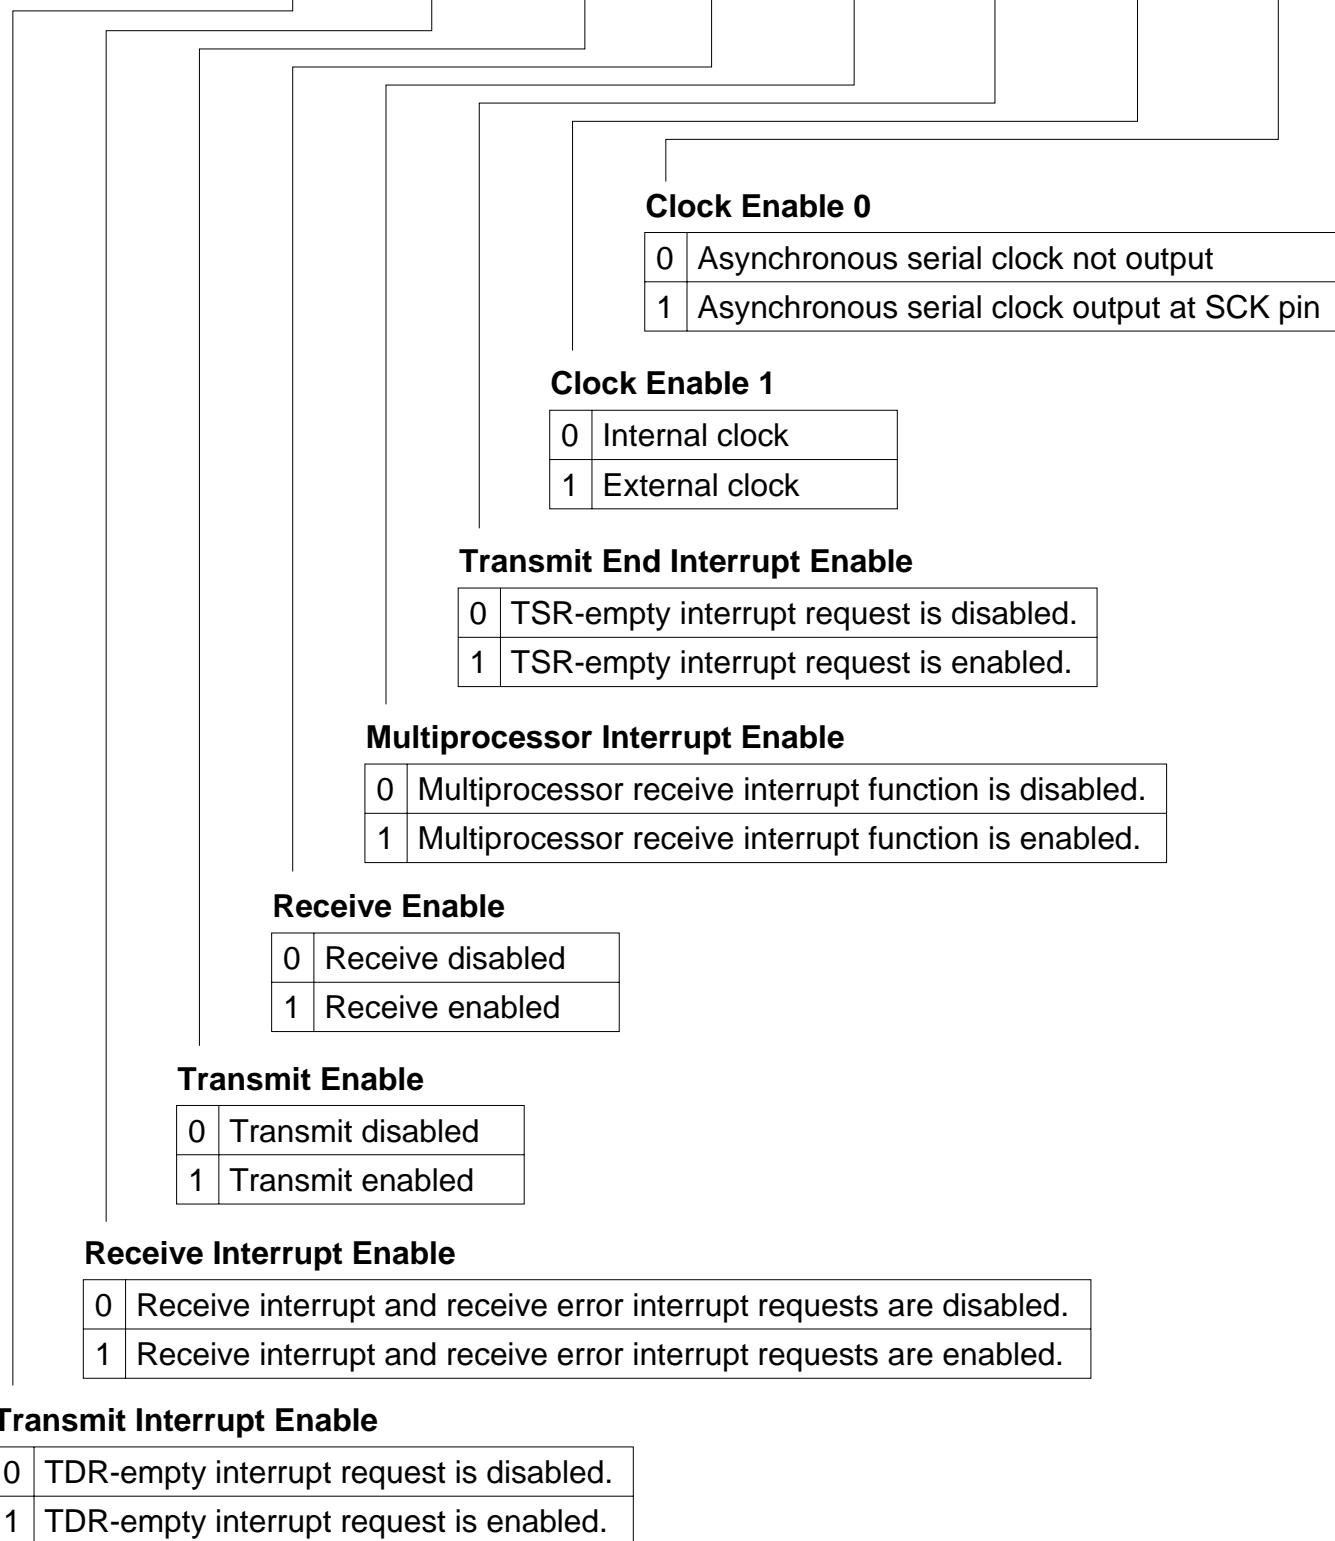 Clock Enable 0
0 Asynchronous serial clock not output
1 Asynchronous serial clock output at SCK pin
Clock Enable 1
0 Internal clock
1 External clock
Transmit End Interrupt Enable
0 TSR-empty interrupt request is disabled.
1 TSR-empty interrupt request is enabled.
Multiprocessor Interrupt Enable
0 Multiprocessor receive interrupt function is disabled.
1 Multiprocessor receive interrupt function is enabled.
Receive Enable
0 Receive disabled
1 Receive enabled
Transmit Enable
0 Transmit disabled
1 Transmit enabled
Receive Interrupt Enable
0 Receive interrupt and receive error interrupt requests are disabled.
1 Receive interrupt and receive error interrupt requests are enabled.
Transmit Interrupt Enable
0 TDR-empty interrupt request is disabled.
1 TDR-empty interrupt request is enabled.